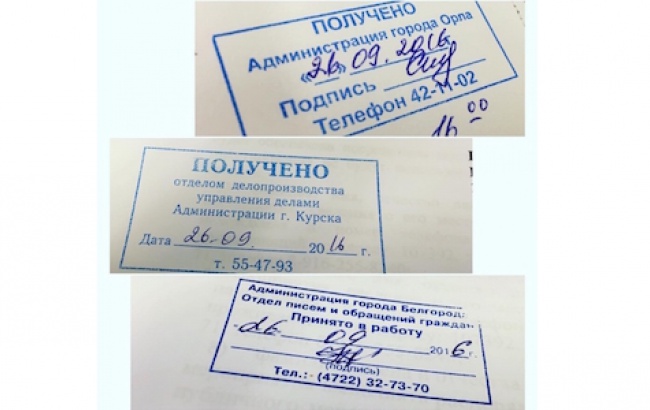 ПОЛУЧЕНО
Администрация города Орла
«26» 09. 2016
Подпись
Телефон 42-11-02
16 00
ПОЛУЧЕНО
отделом делопроизводства
управления делами
Администрации г. Курска
Дата 26.09. 2016 г.
т. 55-47-93
Администрация города Белгород
Отдел писем и обращений граждан
Принято в работу
26 09 2016 г.
(подпись)
Тел.: (4722) 32-73-70